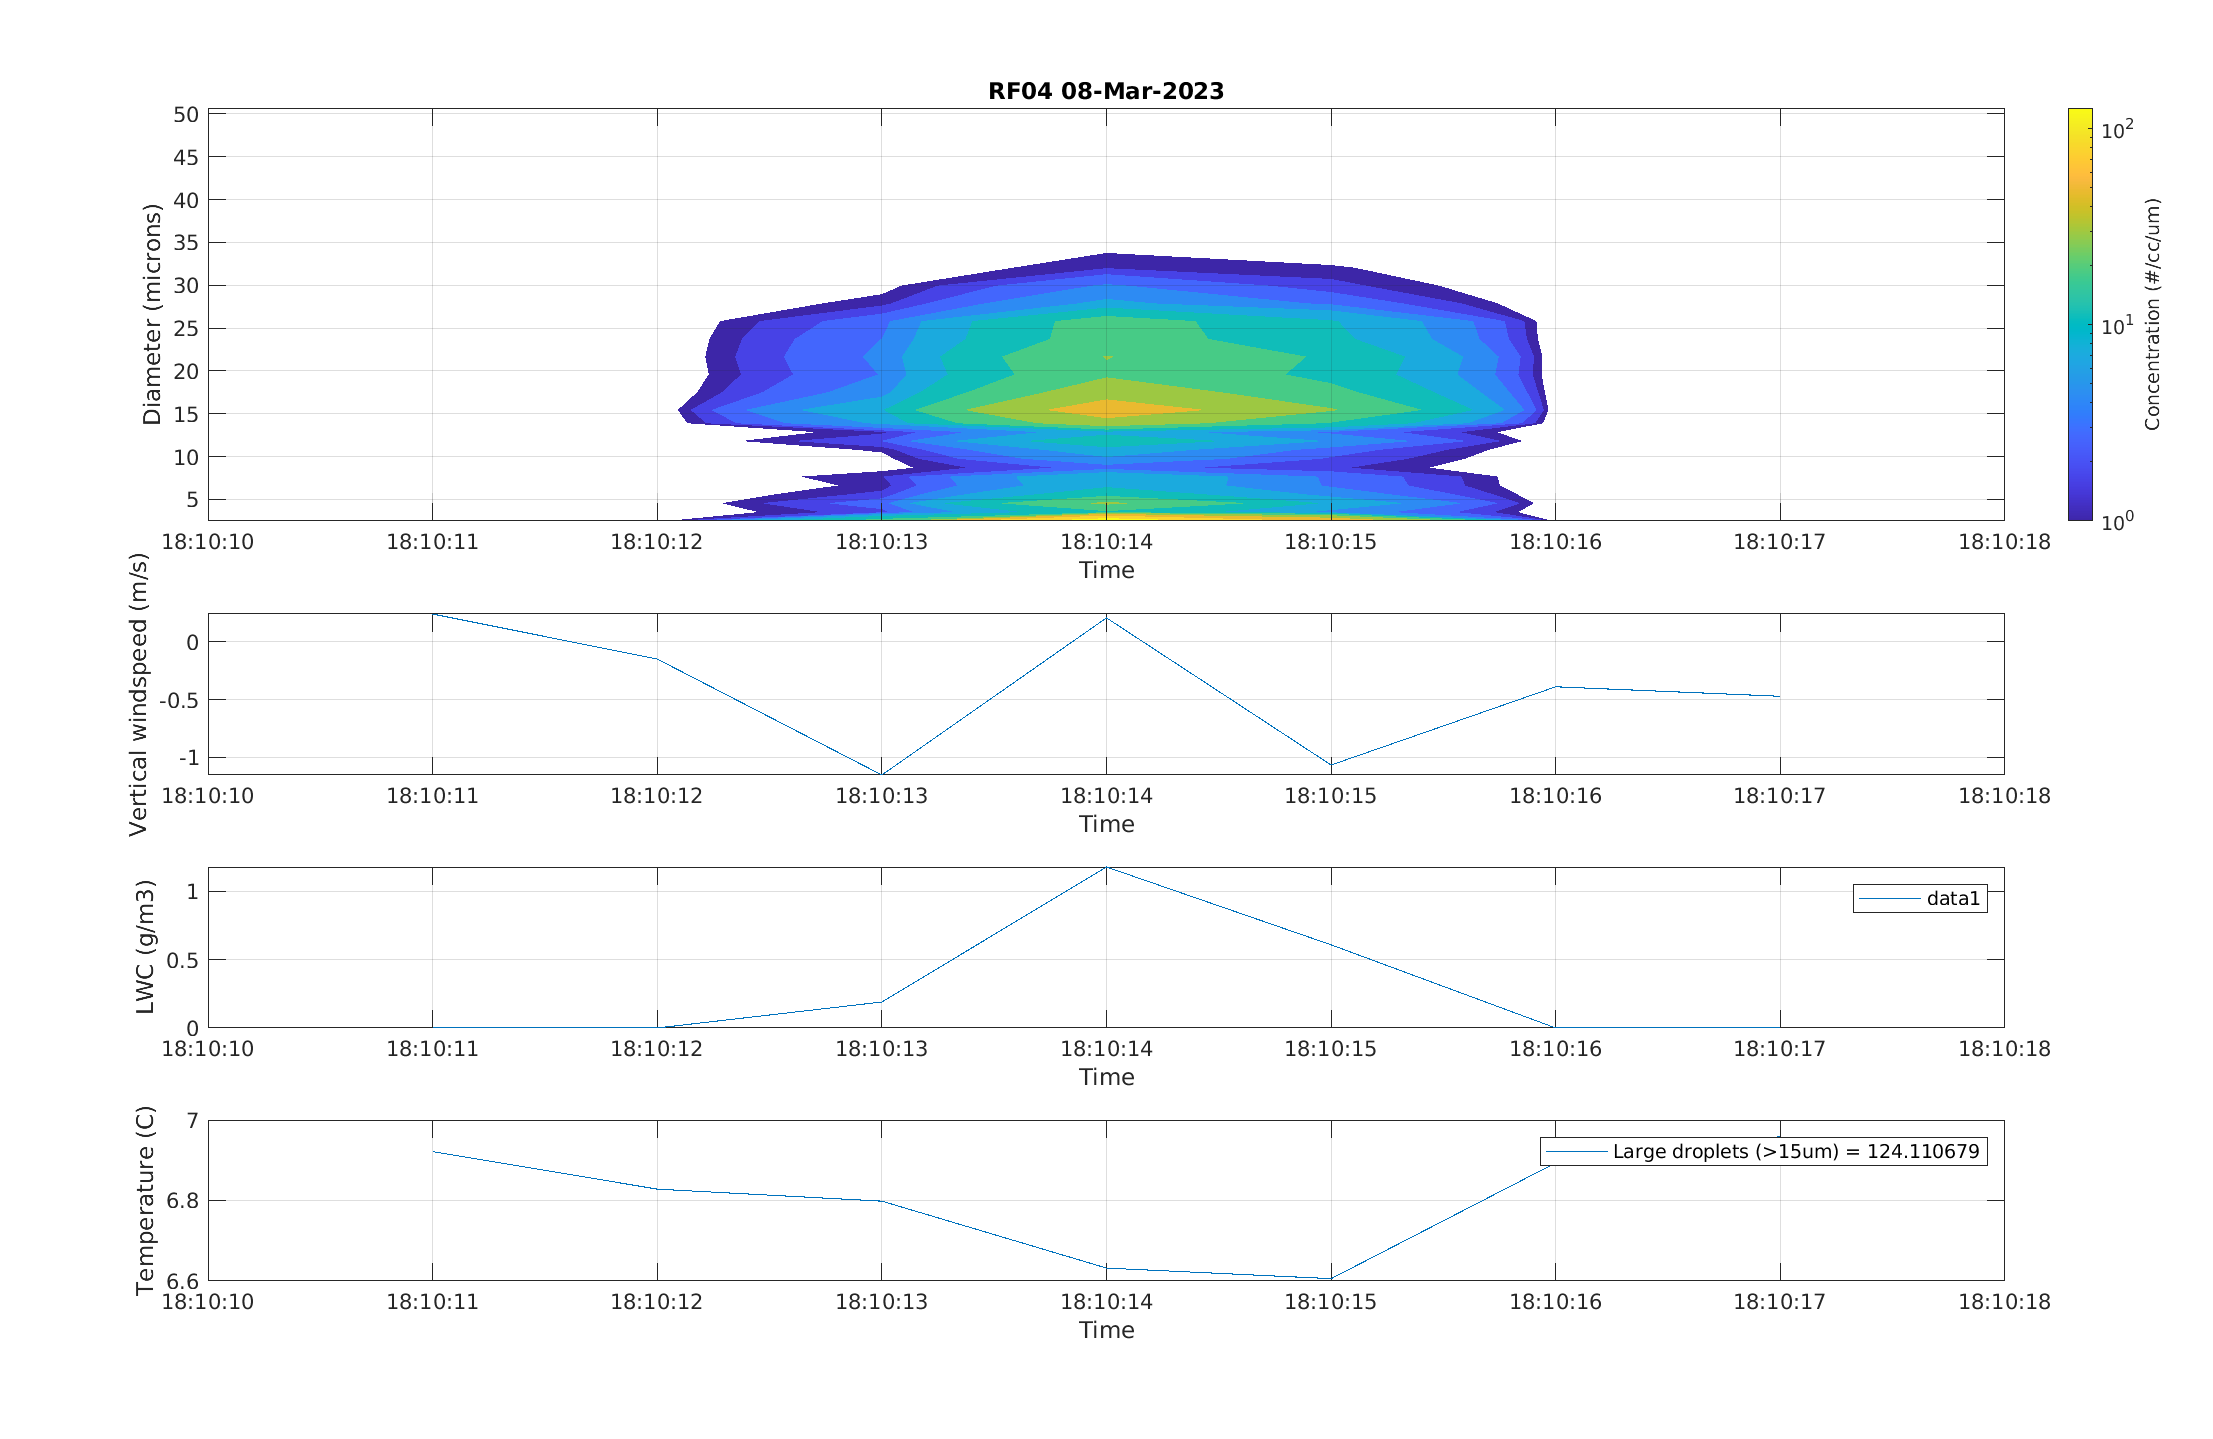 RF04 08-Mar-2023
50
45
40
35
30
25
20
15
10
5
Diameter (microns)
18:10:10 18:10:11 18:10:12 18:10:13 18:10:14 18:10:15 18:10:16 18:10:17 18:10:18
Time
10^2
10^1
10^0
Concentration (#/cc/um)
0
-0.5
-1
Vertical windspeed (m/s)
18:10:10 18:10:11 18:10:12 18:10:13 18:10:14 18:10:15 18:10:16 18:10:17 18:10:18
Time
1
0.5
0
LWC (g/m3)
data1
18:10:10 18:10:11 18:10:12 18:10:13 18:10:14 18:10:15 18:10:16 18:10:17 18:10:18
Time
7
6.8
6.6
Temperature (C)
Large droplets (>15um) = 124.110679
18:10:10 18:10:11 18:10:12 18:10:13 18:10:14 18:10:15 18:10:16 18:10:17 18:10:18
Time